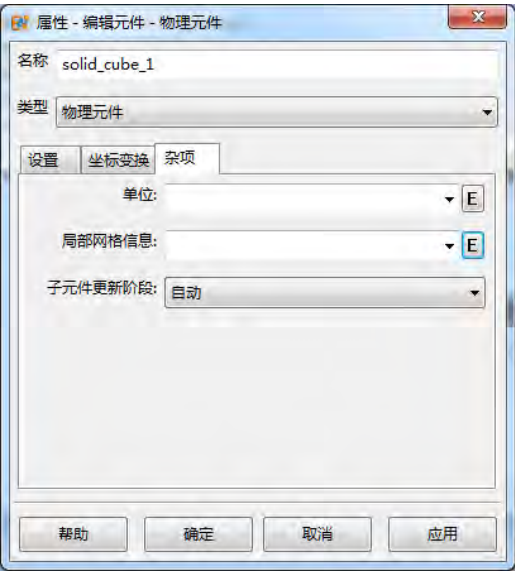 属性 - 编辑元件 - 物理元件
名称 solid_cube_1
类型 物理元件
设置 坐标变换 杂项
单位: E
局部网格信息: E
子元件更新阶段: 自动
帮助 确定 取消 应用